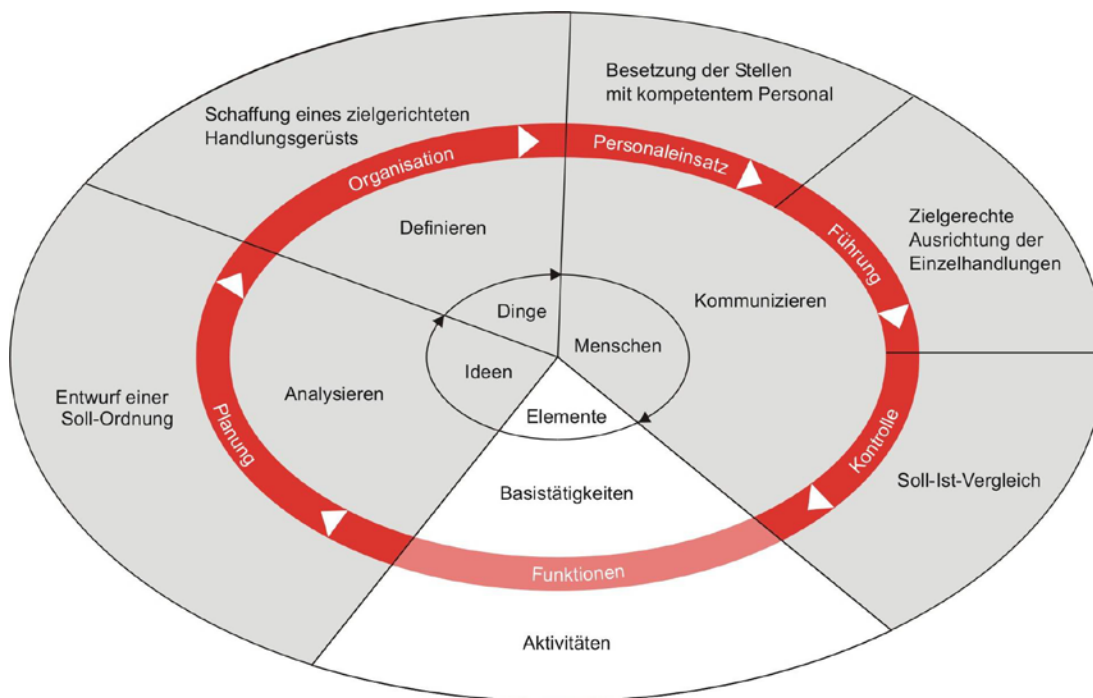 Besetzung der Stellen
mit kompetentem Personal
Schaffung eines zielgerichteten
Handlungsgerüsts
Organisation
Personaleinsatz
Definieren
Führung
Zielgerechte
Ausrichtung der
Einzelhandlungen
Kommunizieren
Dinge
Menschen
Ideen
Analysieren
Entwurf einer
Soll-Ordnung
Planung
Elemente
Kontrolle
Soll-Ist-Vergleich
Basistätigkeiten
Funktionen
Aktivitäten